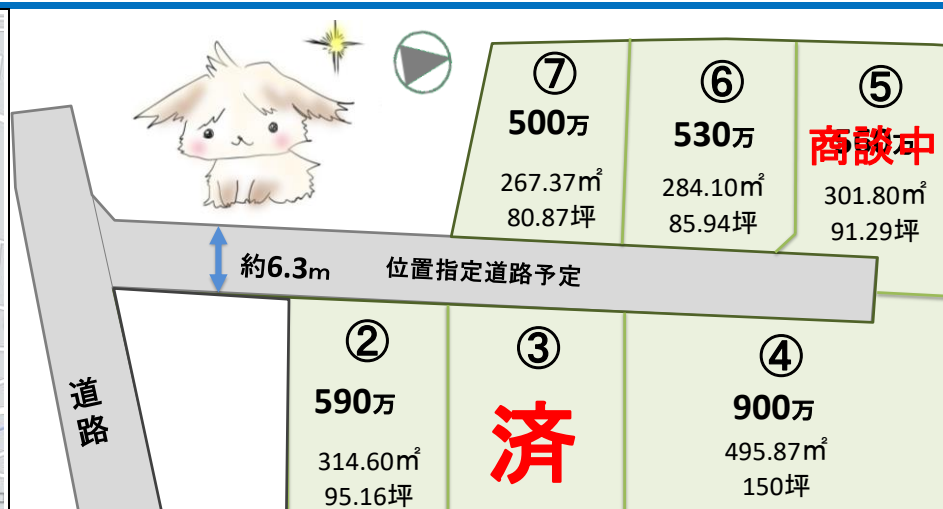 ⑦
500万
267.37㎡
80.87坪
⑥
530万
284.10㎡
85.94坪
⑤
商談中
301.80㎡
91.29坪
約6.3m 位置指定道路予定
道路
②
590万
314.60㎡
95.16坪
③
済
④
900万
495.87㎡
150坪